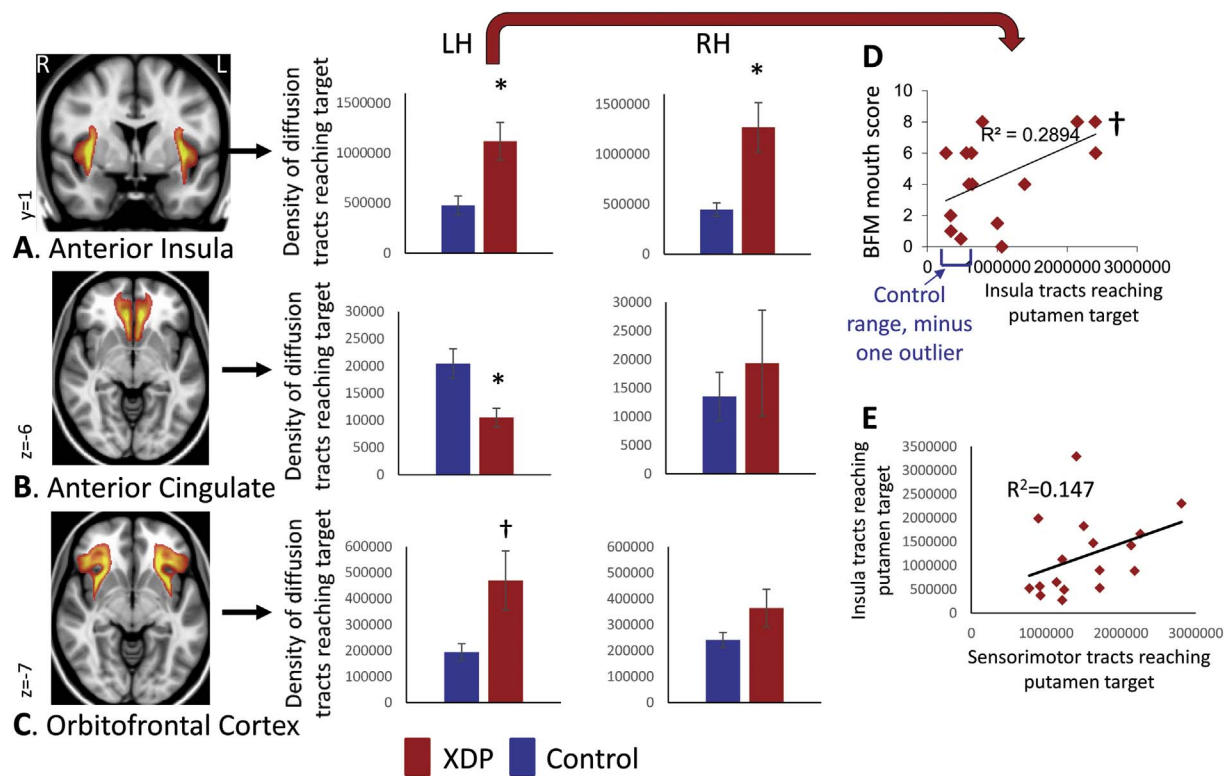 LH
RH
R
L
y=1
A. Anterior Insula
Density of diffusion
tracts reaching target
1500000
1000000
500000
0
*
1500000
1000000
500000
0
*
D
BFM mouth score
10
8
6
4
2
0
R² = 0.2894
†
0
1000000
2000000
3000000
Insula tracts reaching
putamen target
Control
range, minus
one outlier
z=-6
B. Anterior Cingulate
Density of diffusion
tracts reaching target
30000
25000
20000
15000
10000
5000
0
*
30000
25000
20000
15000
10000
5000
0
E
Insula tracts reaching
putamen target
3500000
3000000
2500000
2000000
1500000
1000000
500000
0
R²=0.147
0
1000000
2000000
3000000
Sensorimotor tracts reaching
putamen target
z=-7
C. Orbitofrontal Cortex
Density of diffusion
tracts reaching target
600000
500000
400000
300000
200000
100000
0
†
600000
500000
400000
300000
200000
100000
0
XDP
Control